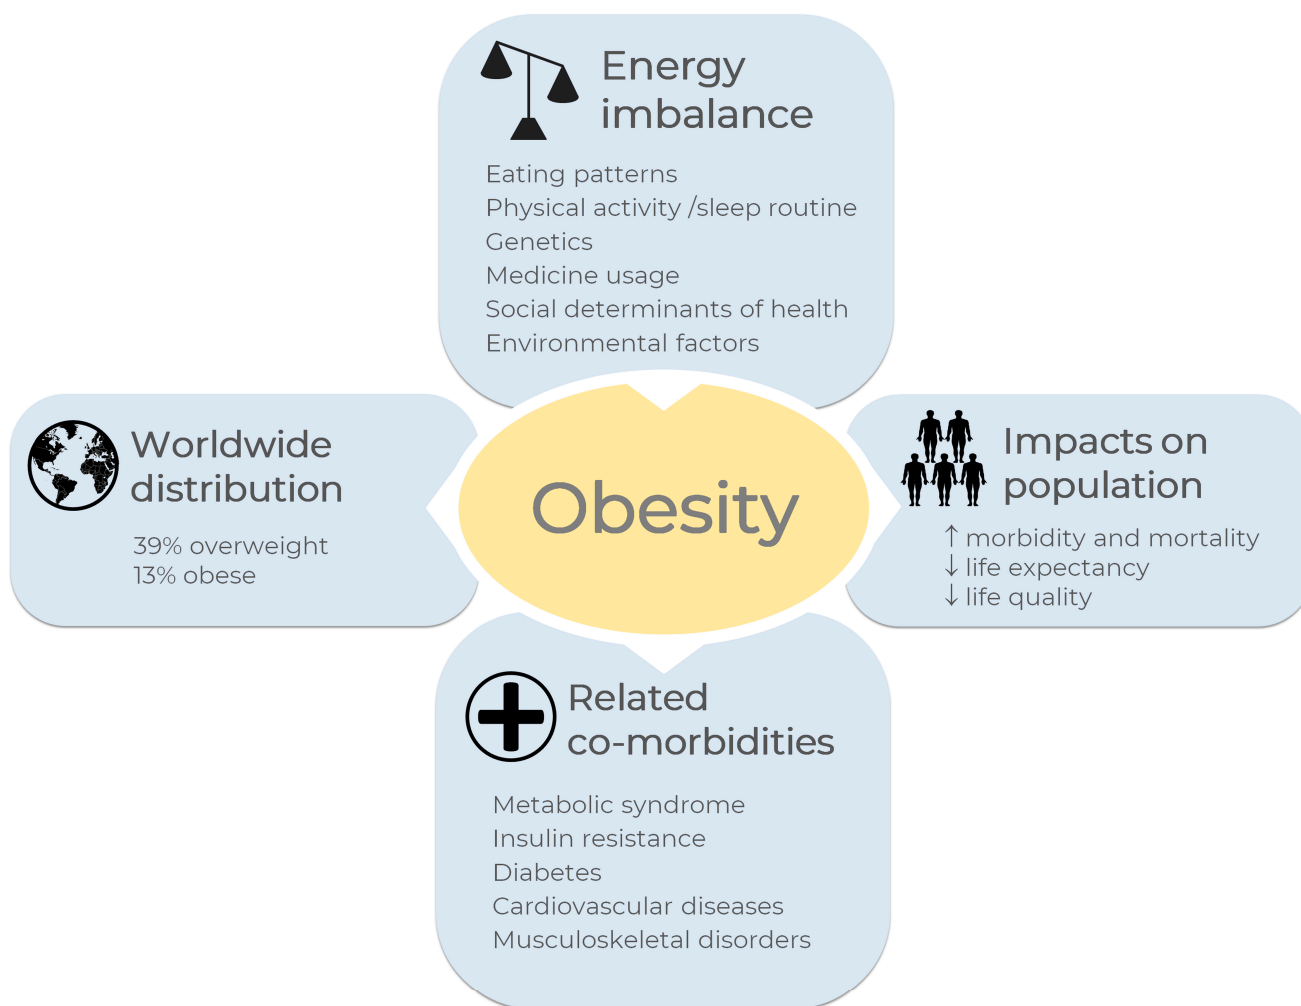 Energy
imbalance
Eating patterns
Physical activity /sleep routine
Genetics
Medicine usage
Social determinants of health
Environmental factors
Worldwide
distribution
39% overweight
13% obese
Obesity
Impacts on
population
↑ morbidity and mortality
↓ life expectancy
↓ life quality
Related
co-morbidities
Metabolic syndrome
Insulin resistance
Diabetes
Cardiovascular diseases
Musculoskeletal disorders